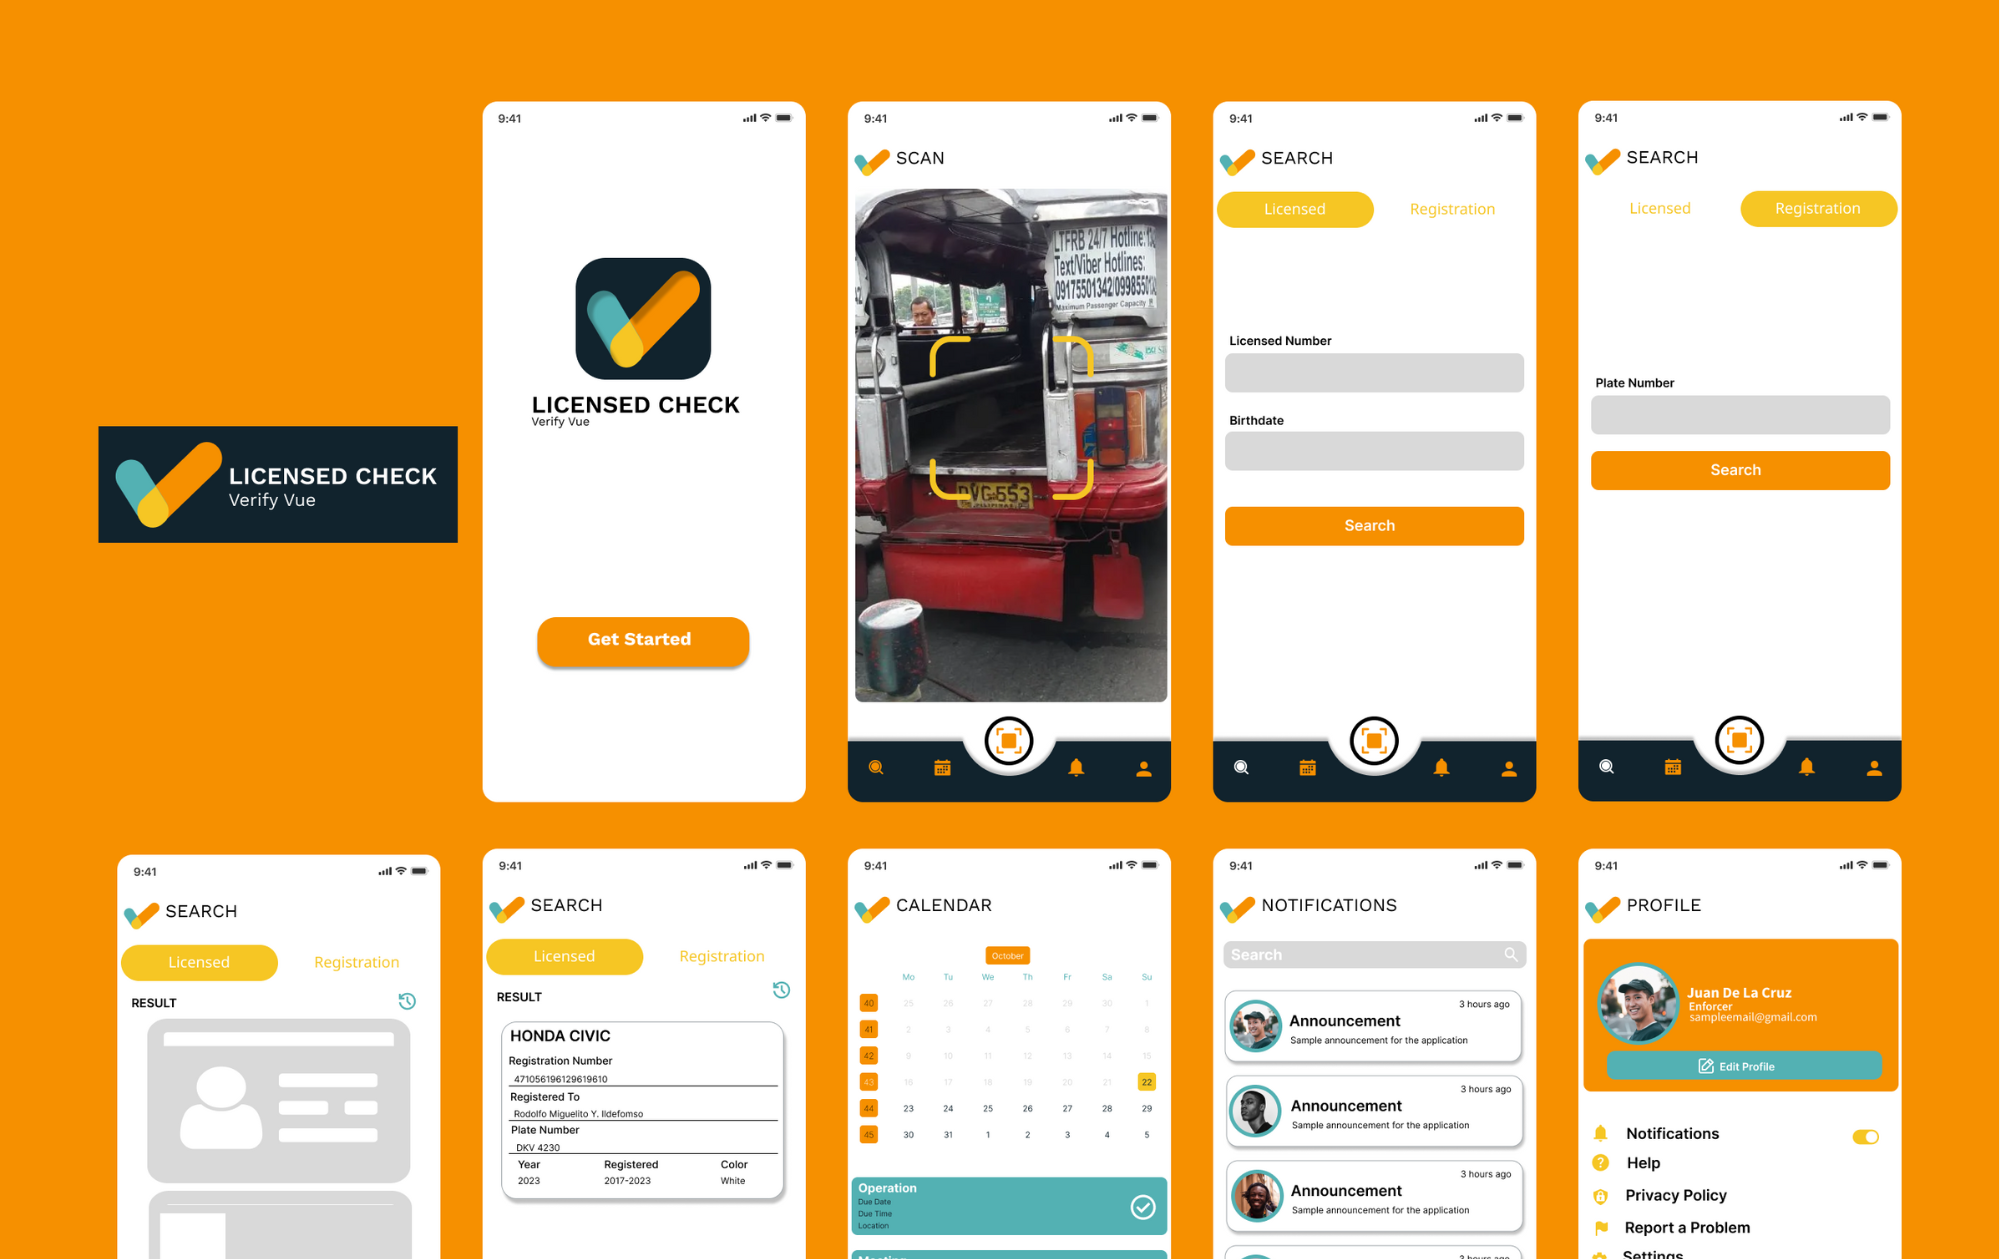 LICENSED CHECK
Verify Vue
9:41
LICENSED CHECK
Verify Vue
Get Started
9:41
SCAN
LTFRB 24/7 Hotline:
Text/Viber Hotlines:
Maximum Passenger Capacity
9:41
SEARCH
Licensed
Registration
Licensed Number
Birthdate
Search
9:41
SEARCH
Licensed
Registration
Plate Number
Search
9:41
SEARCH
Licensed
Registration
RESULT
9:41
SEARCH
Licensed
Registration
RESULT
HONDA CIVIC
Registration Number
471056196129619610
Registered To
Rodolfo Miguelito Y. Ildefomso
Plate Number
DKV 4230
Year Registered Color
2023 2017-2023 White
9:41
CALENDAR
October
Mo Tu We Th Fr Sa Su
40 25 26 27 28 29 30 1
41 2 3 4 5 6 7 8
42 9 10 11 12 13 14 15
43 16 17 18 19 20 21 22
44 23 24 25 26 27 28 29
45 30 31 1 2 3 4 5
Operation
Due Date
Due Time
Location
Meeting
9:41
NOTIFICATIONS
Search
3 hours ago
Announcement
Sample announcement for the application
3 hours ago
Announcement
Sample announcement for the application
3 hours ago
Announcement
Sample announcement for the application
3 hours ago
9:41
PROFILE
Juan De La Cruz
Enforcer
sampleemail@gmail.com
Edit Profile
Notifications
Help
Privacy Policy
Report a Problem
Settings